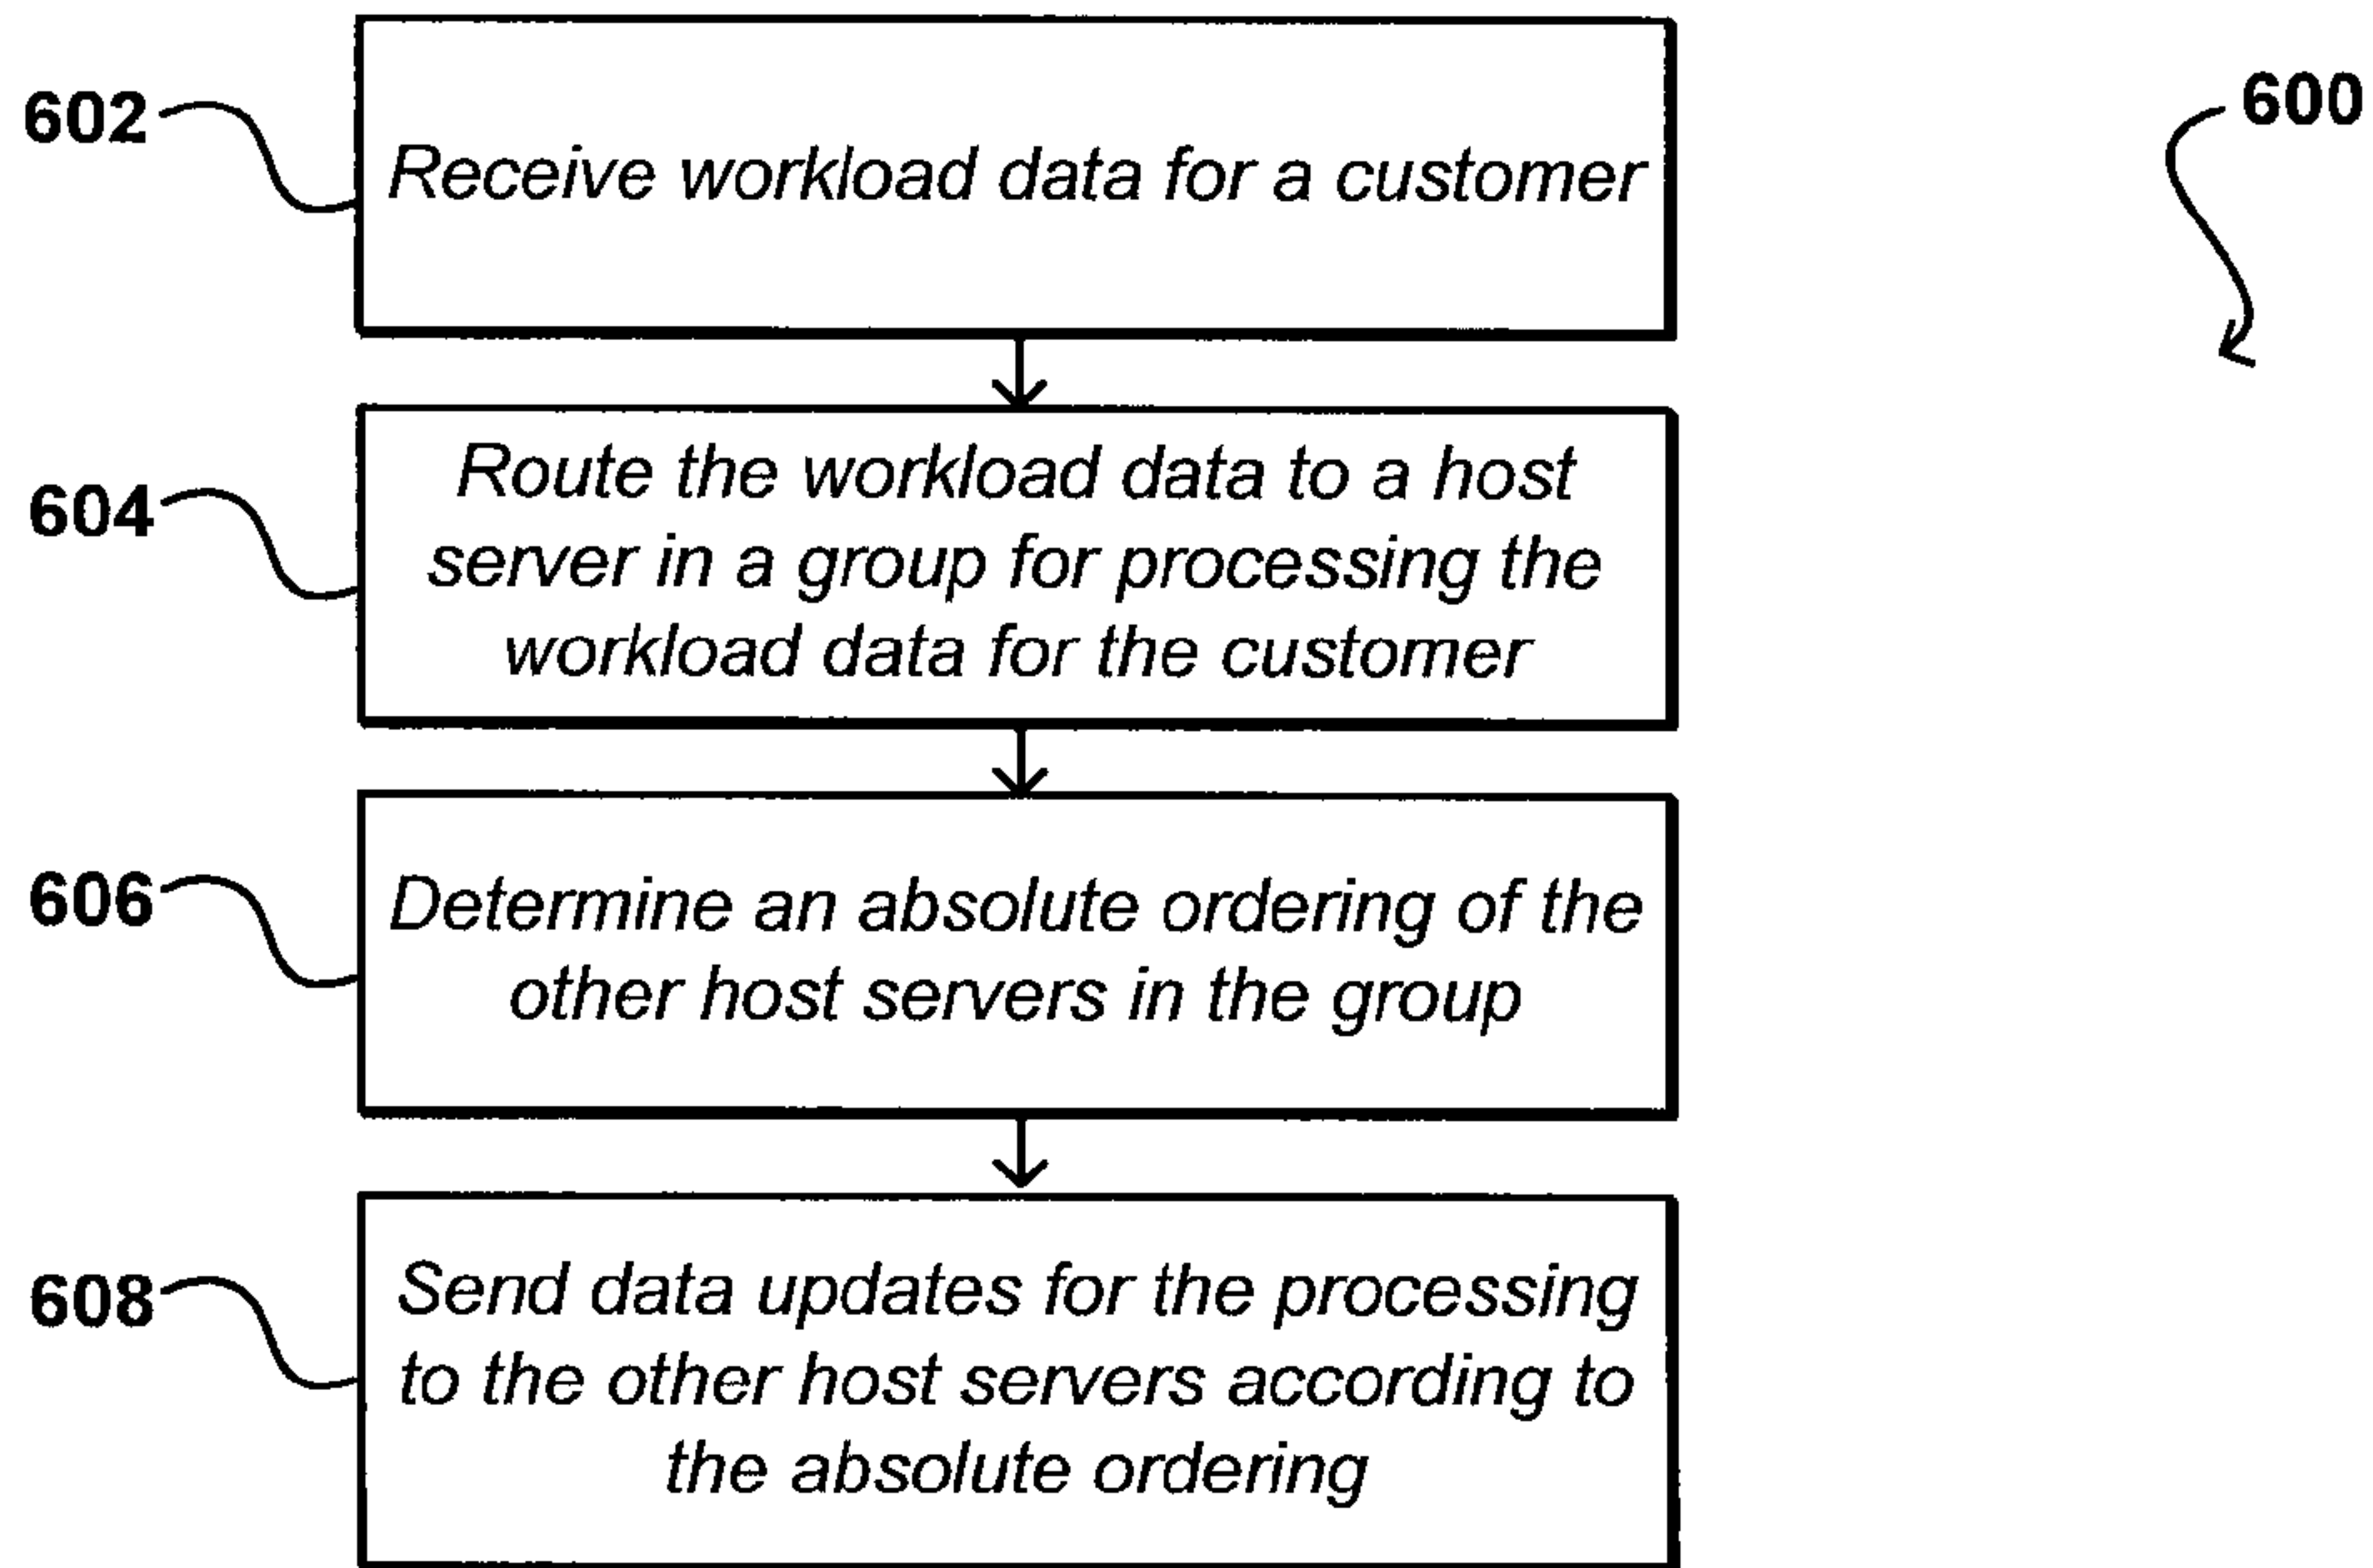 600
602
Receive workload data for a customer
604
Route the workload data to a host
server in a group for processing the
workload data for the customer
606
Determine an absolute ordering of the
other host servers in the group
608
Send data updates for the processing
to the other host servers according to
the absolute ordering